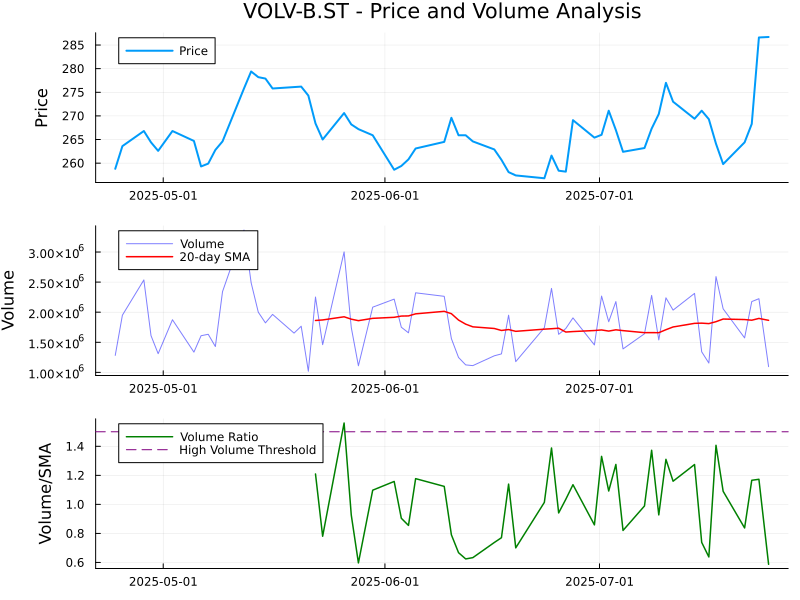 VOLV-B.ST - Price and Volume Analysis
Price
285
280
275
270
265
260
Price
2025-05-01 2025-06-01 2025-07-01
Volume
20-day SMA
3.00×10⁶
2.50×10⁶
2.00×10⁶
1.50×10⁶
1.00×10⁶
Volume
2025-05-01 2025-06-01 2025-07-01
Volume Ratio
High Volume Threshold
1.4
1.2
1.0
0.8
0.6
Volume/SMA
2025-05-01 2025-06-01 2025-07-01